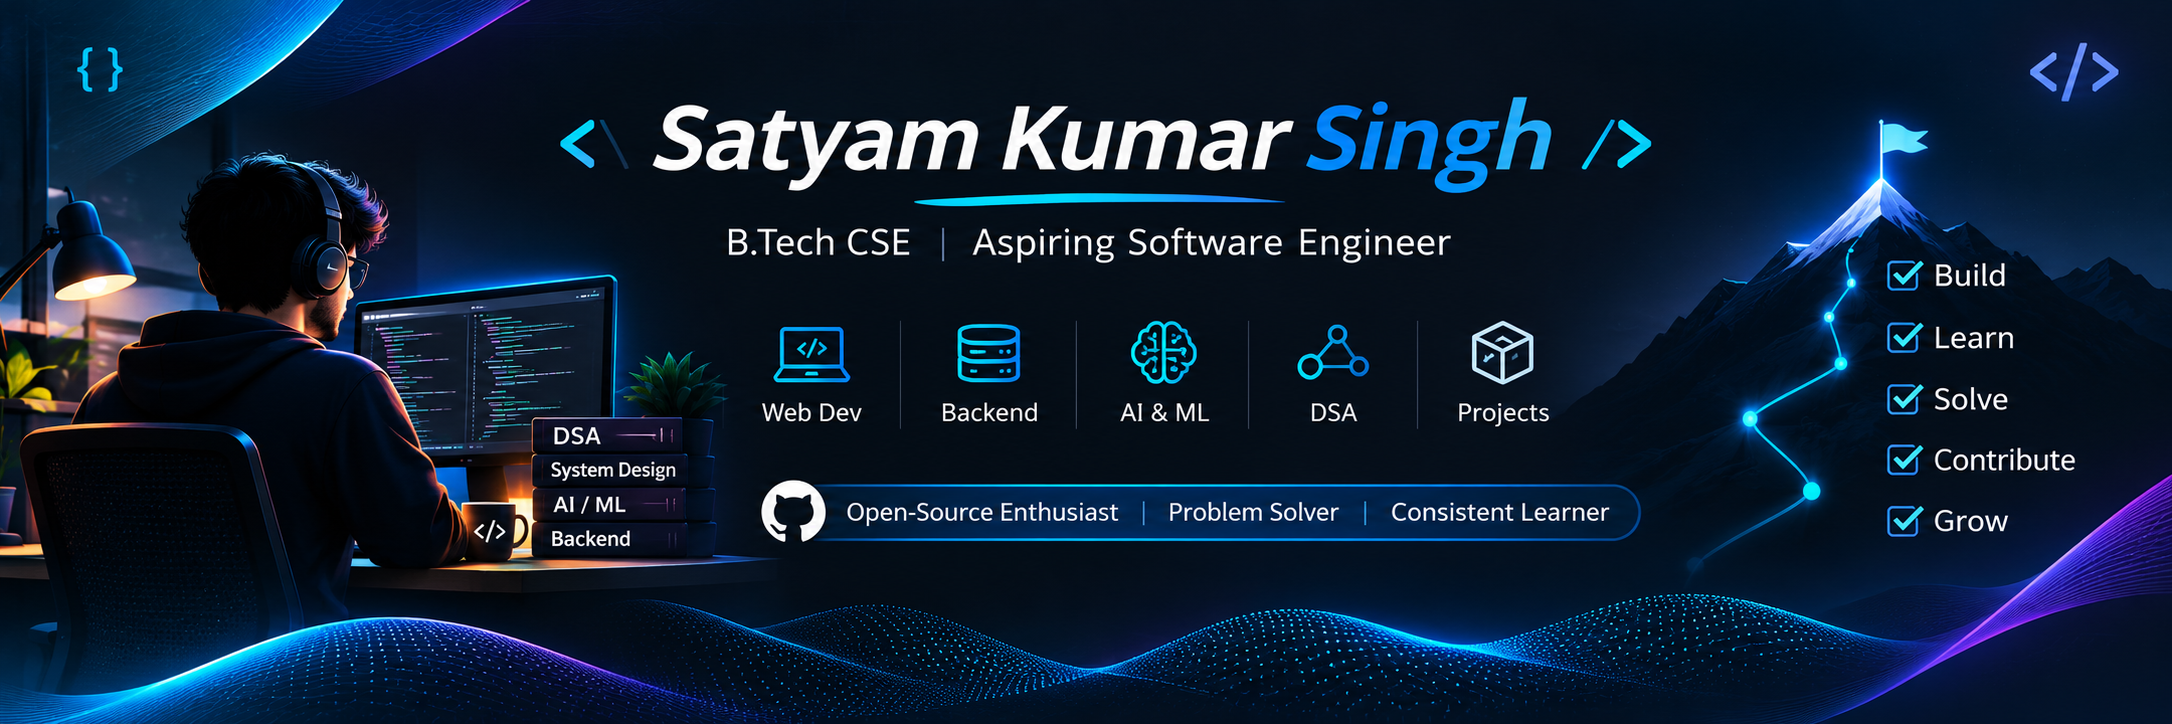 { }
</>
<\ Satyam Kumar Singh />
B.Tech CSE | Aspiring Software Engineer
</>
Web Dev
Backend
AI & ML
DSA
Projects
Open-Source Enthusiast | Problem Solver | Consistent Learner
Build
Learn
Solve
Contribute
Grow
DSA
System Design
AI / ML
Backend
</>